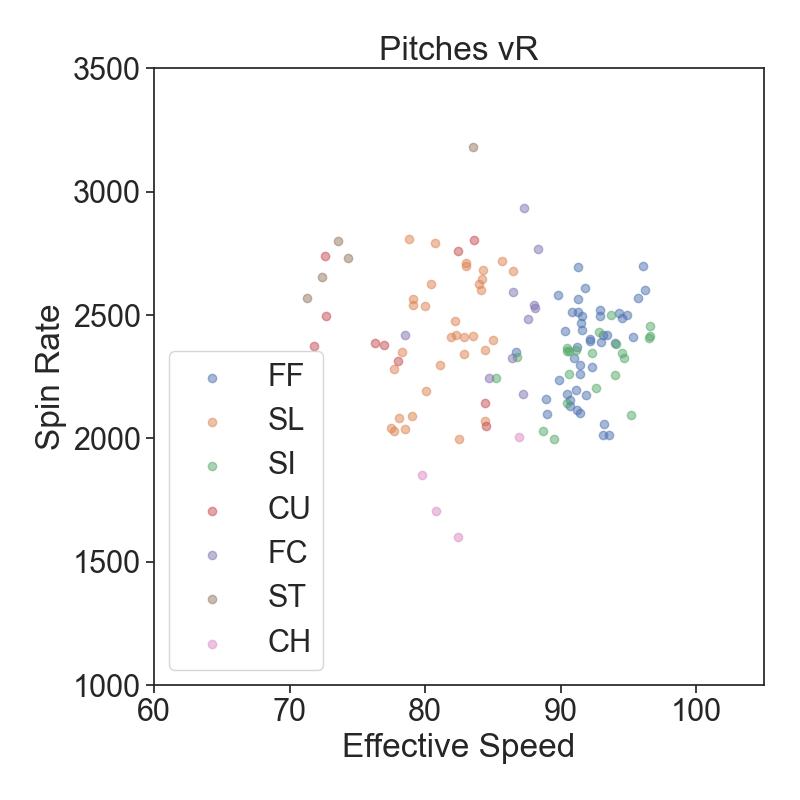 Pitches vR
3500
3000
2500
2000
1500
1000
Spin Rate
FF
SL
SI
CU
FC
ST
CH
60 70 80 90 100
Effective Speed